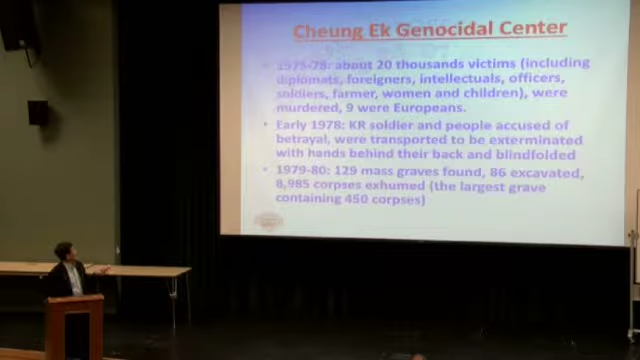 Cheung Ek Genocidal Center
• 1975-78: about 20 thousands victims (including
diplomats, foreigners, intellectuals, officers,
soldiers, farmer, women and children), were
murdered, 9 were Europeans.
• Early 1978: KR soldier and people accused of
betrayal, were transported to be exterminated
with hands behind their back and blindfolded
• 1979-80: 129 mass graves found, 86 excavated,
8,985 corpses exhumed (the largest grave
containing 450 corpses)